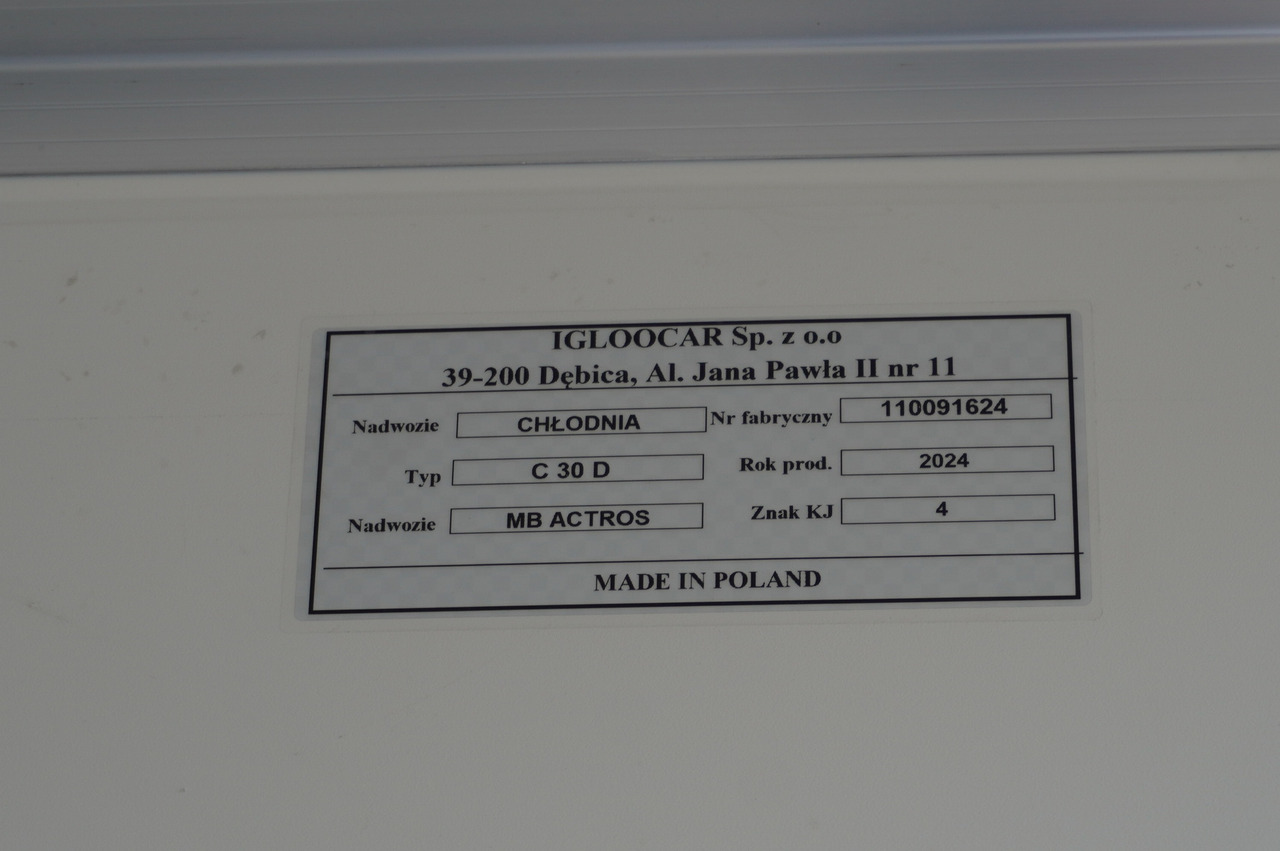 IGLOOCAR Sp. z o.o
39-200 Dębica, Al. Jana Pawła II nr 11
Nadwozie CHŁODNIA Nr fabryczny 110091624
Typ C 30 D Rok prod. 2024
Nadwozie MB ACTROS Znak KJ 4
MADE IN POLAND